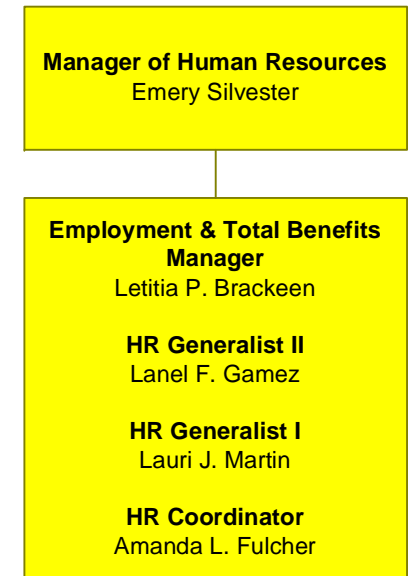 Manager of Human Resources
Emery Silvester
Employment & Total Benefits
Manager
Letitia P. Brackeen
HR Generalist II
Lanel F. Gamez
HR Generalist I
Lauri J. Martin
HR Coordinator
Amanda L. Fulcher